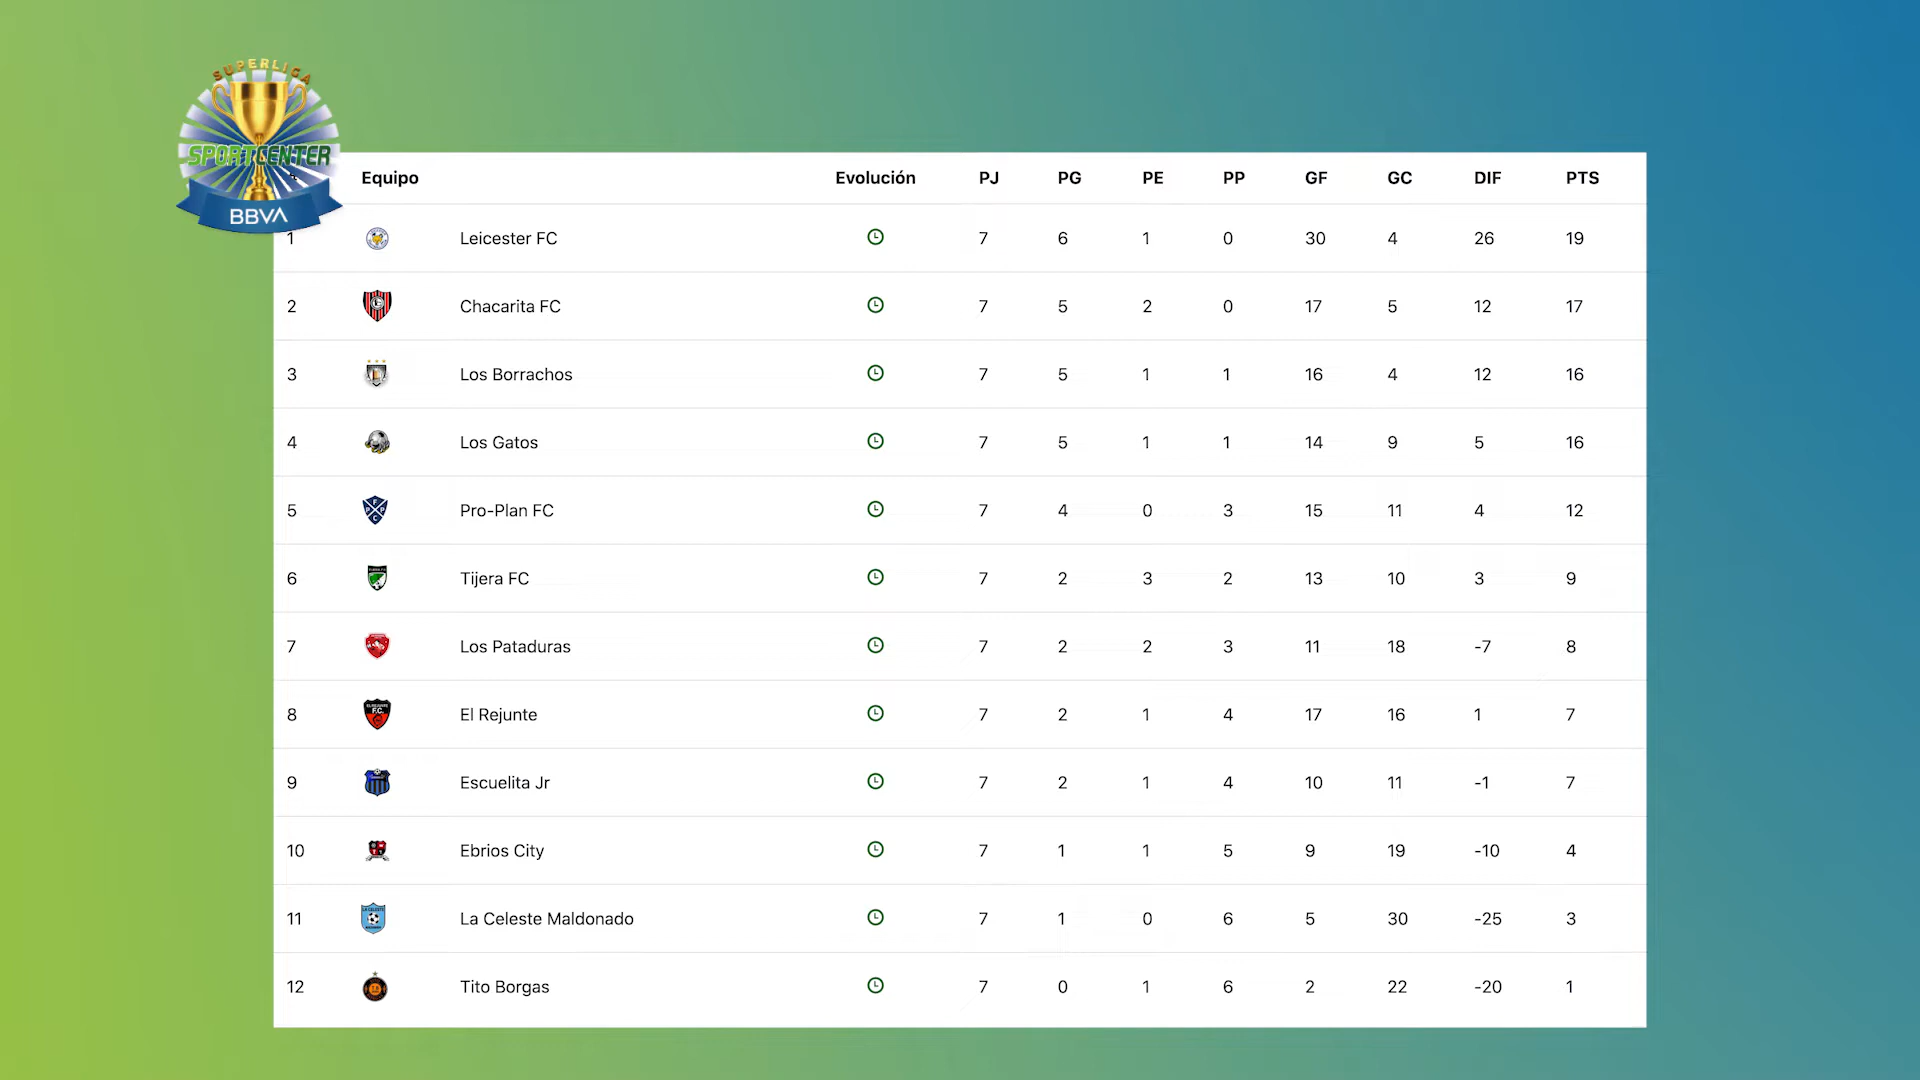 SUPERLIGA
SPORTCENTER
BBVA
Equipo Evolución PJ PG PE PP GF GC DIF PTS
1 Leicester FC 7 6 1 0 30 4 26 19
2 Chacarita FC 7 5 2 0 17 5 12 17
3 Los Borrachos 7 5 1 1 16 4 12 16
4 Los Gatos 7 5 1 1 14 9 5 16
5 Pro-Plan FC 7 4 0 3 15 11 4 12
6 Tijera FC 7 2 3 2 13 10 3 9
7 Los Pataduras 7 2 2 3 11 18 -7 8
8 El Rejunte 7 2 1 4 17 16 1 7
9 Escuelita Jr 7 2 1 4 10 11 -1 7
10 Ebrios City 7 1 1 5 9 19 -10 4
11 La Celeste Maldonado 7 1 0 6 5 30 -25 3
12 Tito Borgas 7 0 1 6 2 22 -20 1